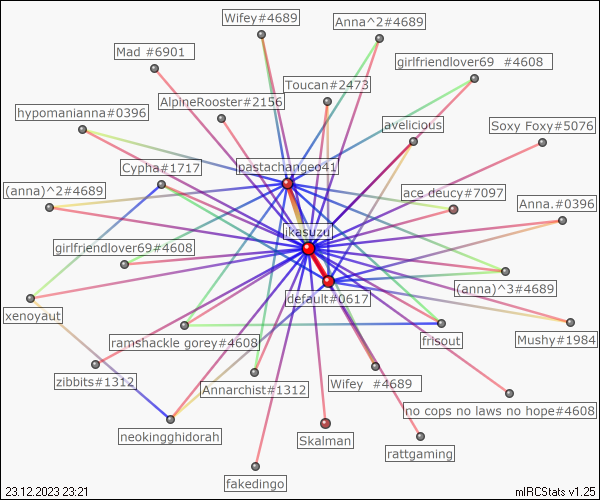 Wifey#4689
Anna^2#4689
Mad #6901
girlfriendlover69  #4608
Toucan#2473
AlpineRooster#2156
hypomanianna#0396
avelicious
Soxy Foxy#5076
Cypha#1717
pastachangeo41
(anna)^2#4689
ace deucy#7097
Anna.#0396
ikasuzu
girlfriendlover69#4608
(anna)^3#4689
default#0617
xenoyaut
ramshackle gorey#4608
frisout
Mushy#1984
zibbits#1312
Annarchist#1312
Wifey  #4689
no cops no laws no hope#4608
neokingghidorah
Skalman
rattgaming
fakedingo
23.12.2023 23:21
mIRCStats v1.25